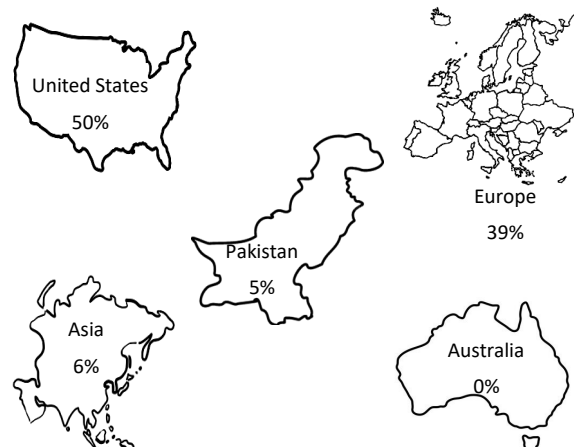 United States
50%
Europe
39%
Pakistan
5%
Asia
6%
Australia
0%